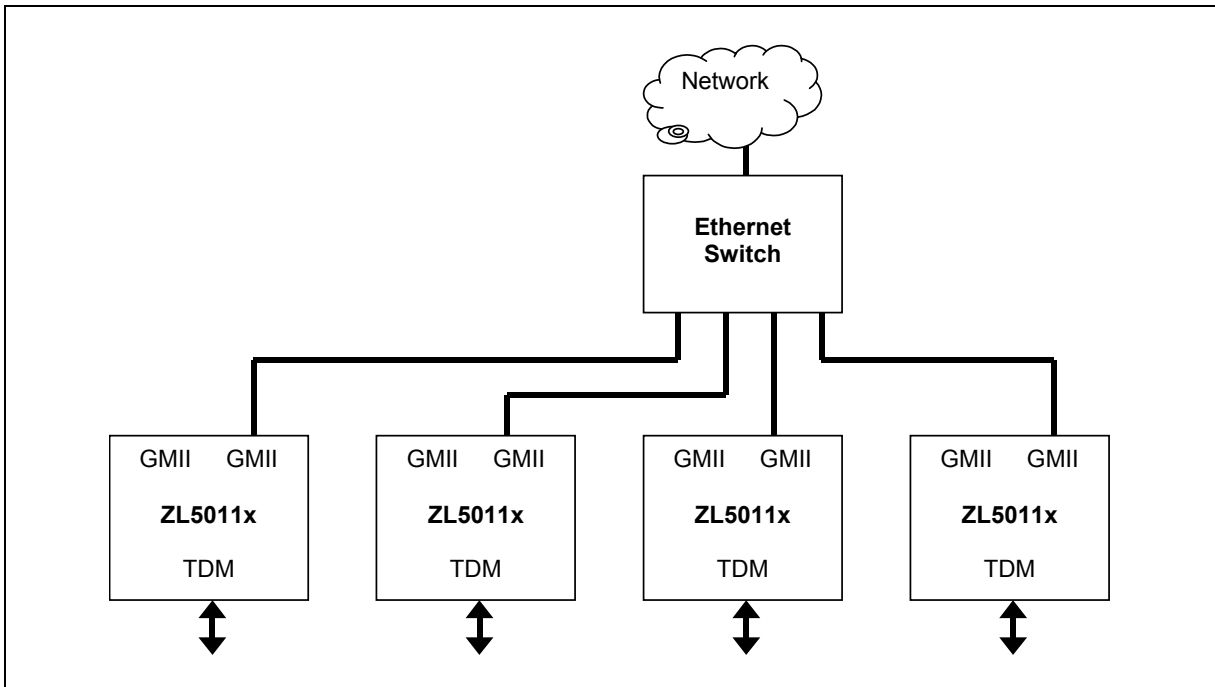 Network
Ethernet
Switch
GMII GMII GMII GMII GMII GMII GMII GMII
ZL5011x ZL5011x ZL5011x ZL5011x
TDM TDM TDM TDM